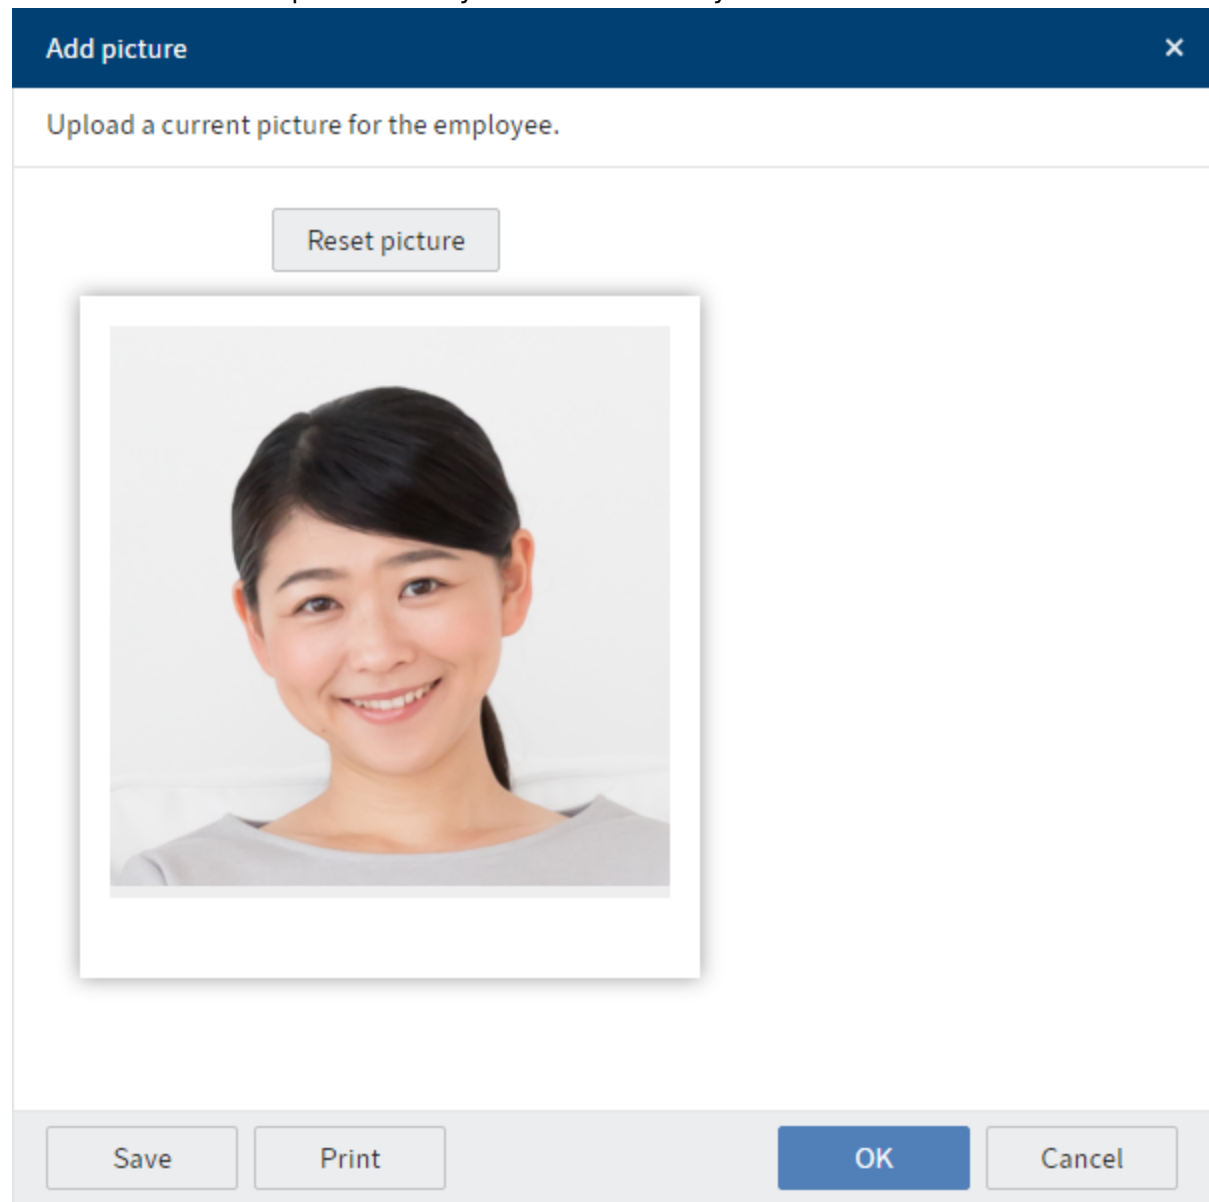 Add picture
Upload a current picture for the employee.
Reset picture
Save Print OK Cancel